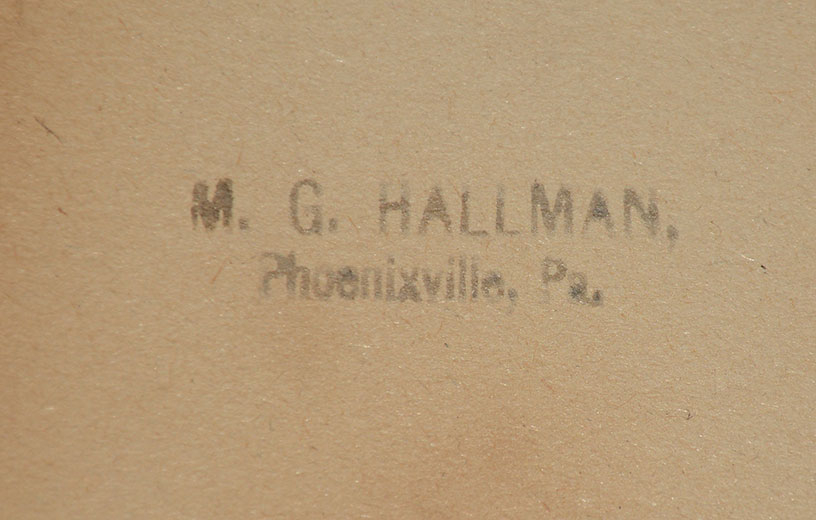 M. G. HALLMAN,
Phoenixville, Pa.